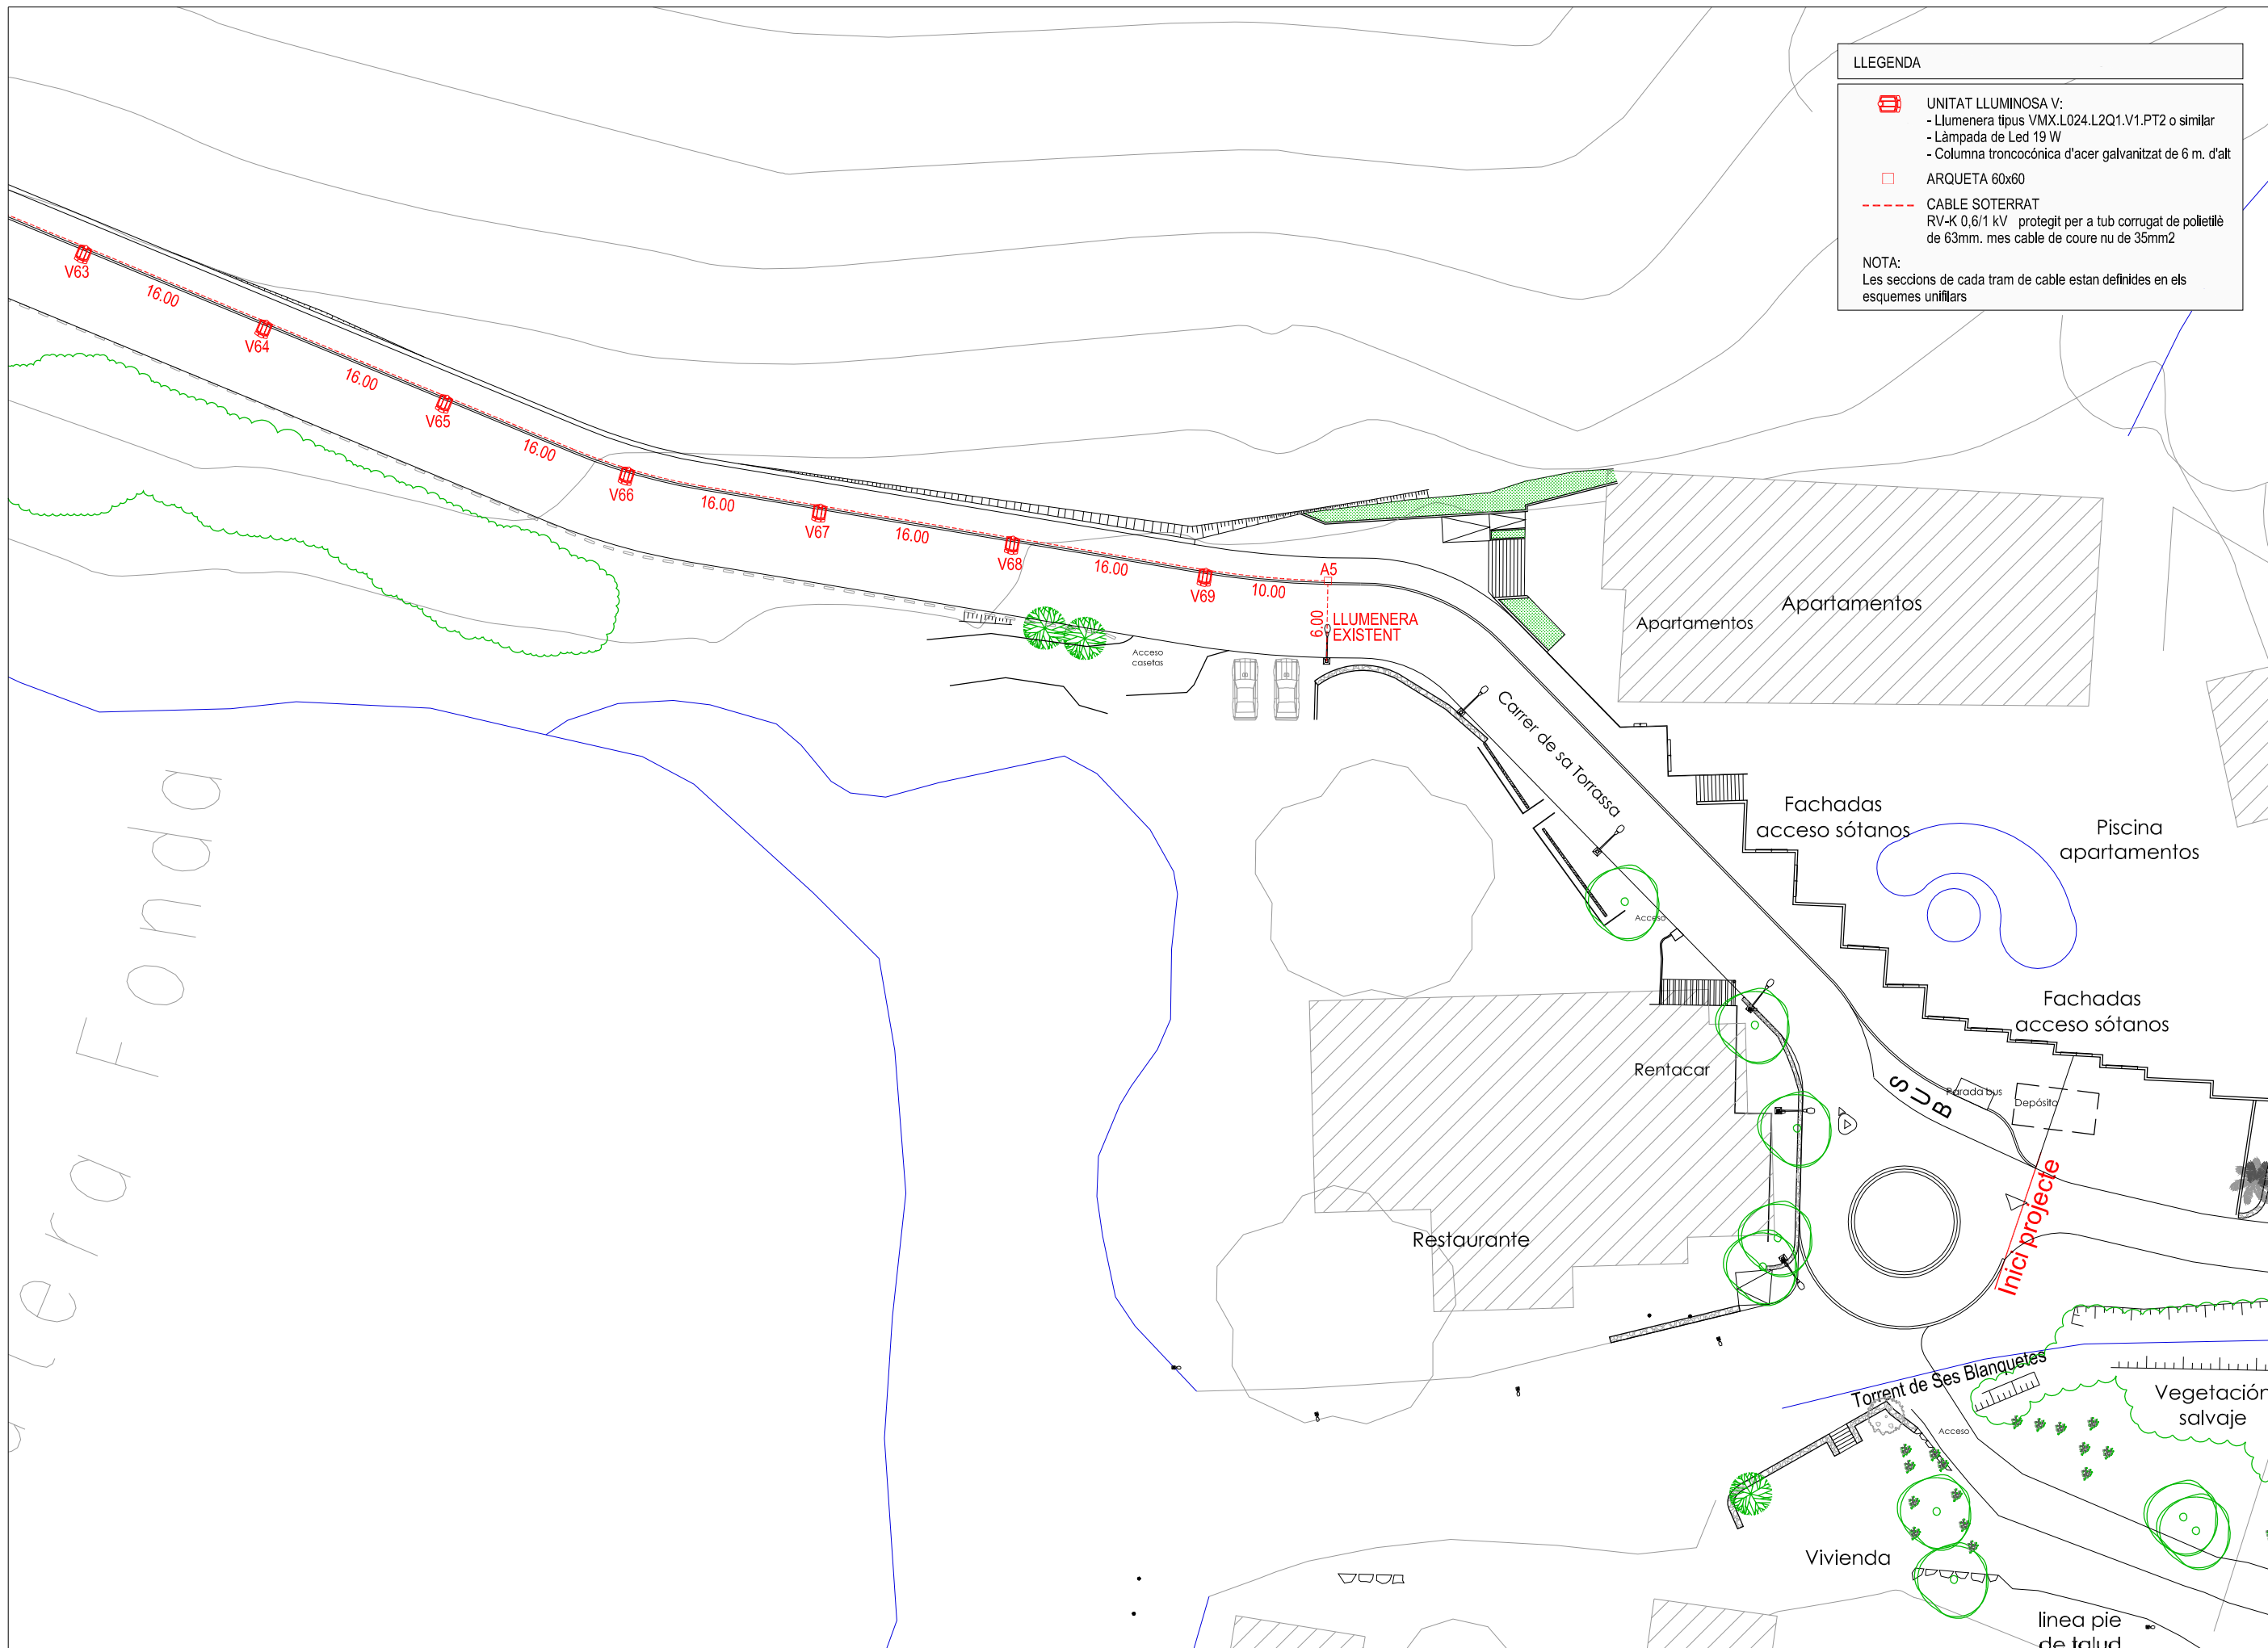 LLEGENDA
UNITAT LLUMINOSA V:
- Llumenera tipus VMX.L024.L2Q1.V1.PT2 o similar
- Làmpada de Led 19 W
- Columna troncocónica d'acer galvanitzat de 6 m. d'alt
ARQUETA 60x60
CABLE SOTERRAT
RV-K 0,6/1 kV protegit per a tub corrugat de polietilè
de 63mm. mes cable de coure nu de 35mm2
NOTA:
Les seccions de cada tram de cable estan definides en els
esquemes unifilars
V63
16.00
V64
16.00
V65
16.00
V66
16.00
V67
16.00
V68
16.00
V69
10.00
A5
6.00
LLUMENERA
EXISTENT
Apartamentos
Apartamentos
Acceso
casetas
Carrer de sa Torrassa
Fachadas
acceso sótanos
Piscina
apartamentos
Acceso
Fachadas
acceso sótanos
Rentacar
BUS
Parada bus
Depósito
Inici projecte
Restaurante
Torrent de Ses Blanquetes
Vegetación
salvaje
Acceso
Vivienda
linea pie
de talud
era Fonda